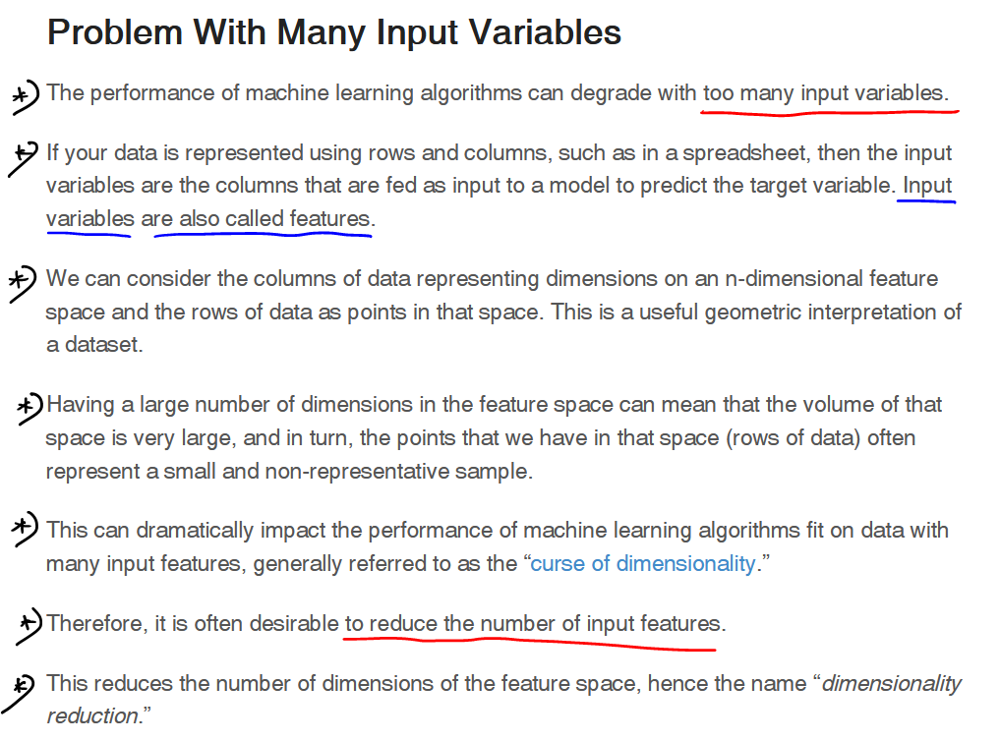 Problem With Many Input Variables
The performance of machine learning algorithms can degrade with too many input variables.
If your data is represented using rows and columns, such as in a spreadsheet, then the input
variables are the columns that are fed as input to a model to predict the target variable. Input
variables are also called features.
We can consider the columns of data representing dimensions on an n-dimensional feature
space and the rows of data as points in that space. This is a useful geometric interpretation of
a dataset.
Having a large number of dimensions in the feature space can mean that the volume of that
space is very large, and in turn, the points that we have in that space (rows of data) often
represent a small and non-representative sample.
This can dramatically impact the performance of machine learning algorithms fit on data with
many input features, generally referred to as the “curse of dimensionality.”
Therefore, it is often desirable to reduce the number of input features.
This reduces the number of dimensions of the feature space, hence the name “dimensionality
reduction.”